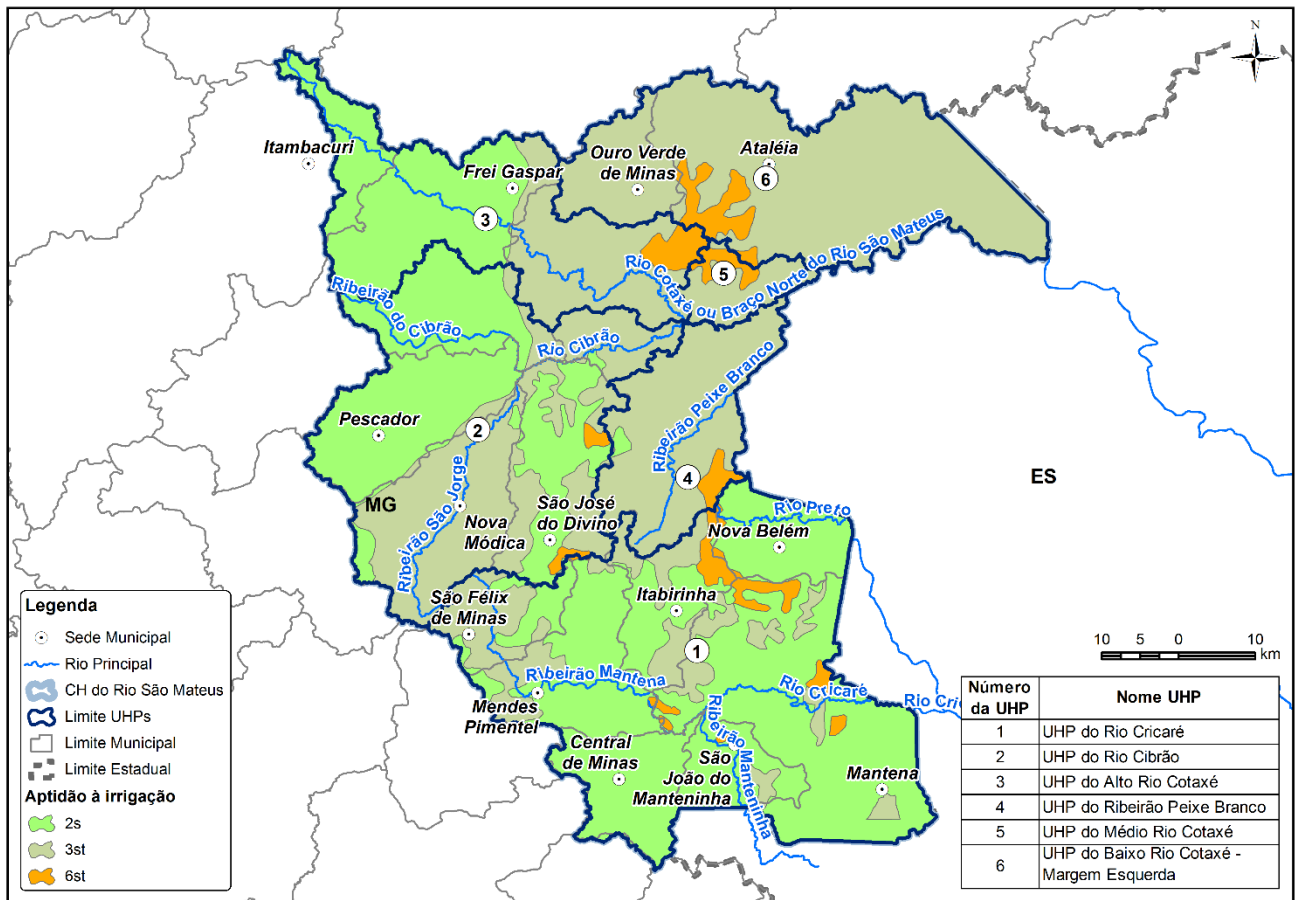 N
Itambacuri
Frei Gaspar
Ouro Verde
de Minas
Ataléia
6
3
5
Rio Cotaxé ou Braço Norte do Rio São Mateus
Ribeirão do Cibrão
Rio Cibrão
Ribeirão Peixe Branco
Pescador
2
4
ES
MG
Ribeirão São Jorge
Nova
Módica
São José
do Divino
Rio Preto
Nova Belém
São Félix
de Minas
Itabirinha
1
Ribeirão Mantena
Rio Cricaré
Rio Cric
Mendes
Pimentel
Ribeirão Manteninha
Central
de Minas
São
João do
Manteninha
Mantena
Legenda
Sede Municipal
Rio Principal
CH do Rio São Mateus
Limite UHPs
Limite Municipal
Limite Estadual
Aptidão à irrigação
2s
3st
6st
10 5 0 10
km
Número da UHP Nome UHP
1 UHP do Rio Cricaré
2 UHP do Rio Cibrão
3 UHP do Alto Rio Cotaxé
4 UHP do Ribeirão Peixe Branco
5 UHP do Médio Rio Cotaxé
6 UHP do Baixo Rio Cotaxé -
Margem Esquerda